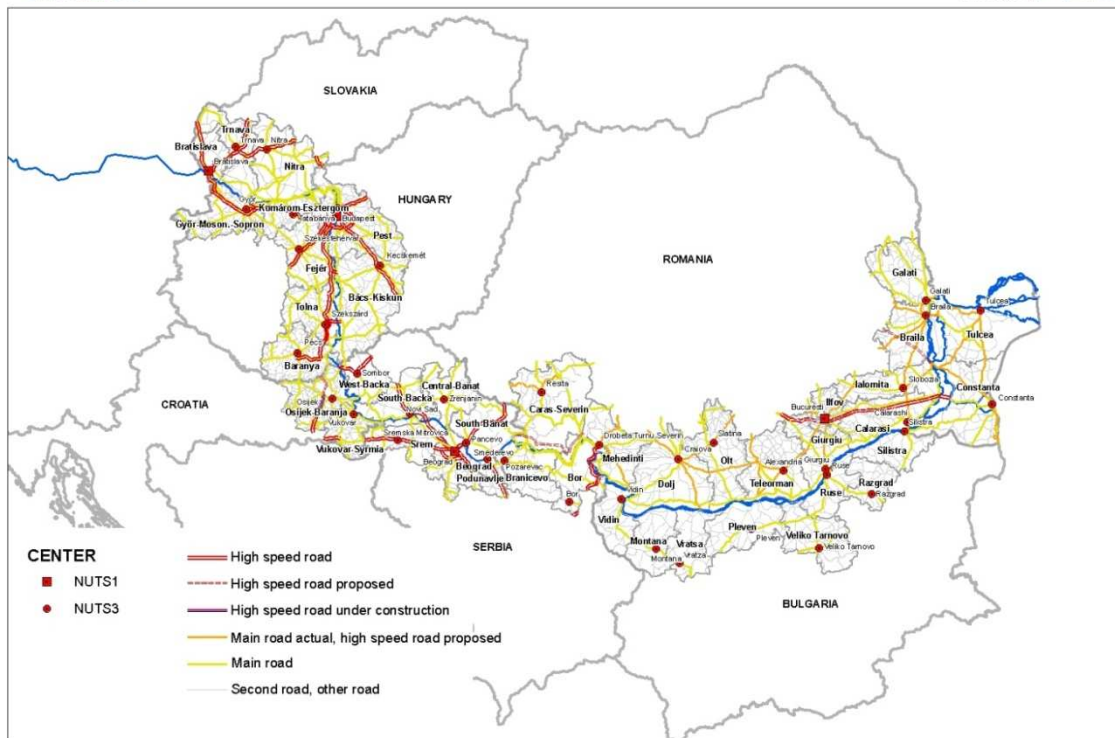 SLOVAKIA
Trnava
Trnava
Nitra
Bratislava
Bratislava
Nitra
HUNGARY
Győr
Komárom-Esztergom
Tatabánya
Budapest
Győr-Moson.-Sopron
Pest
Székesfehérvár
Kecskemét
Fejér
ROMANIA
Galati
Bács-Kiskun
Galati
Tulcea
Braila
Tolna
Szekszárd
Braila
Tulcea
Pécs
Baranya
Sombor
West-Backa
Central-Banat
Resita
Ialomita
Slobozia
Constanta
CROATIA
Osijek
South-Backa
Zrenjanin
Caras-Severin
Ilfov
Bucuresti
Constanta
Osijek-Baranja
Novi Sad
South-Banat
Calarashi
Vukovar
Sremska Mitrovica
Drobeta Turnu Severin
Slatina
Silistra
Calarasi
Srem
Pancevo
Giurgiu
Vukovar-Syrmia
Smederevo
Mehedinti
Craiova
Olt
Silistra
Beograd
Beograd
Pozarevac
Alexandria
Giurgiu
Podunavlje
Branicevo
Bor
Dolj
Teleorman
Ruse
Razgrad
Vidin
Ruse
Razgrad
Bor
Vidin
Pleven
Veliko Tarnovo
Montana
Vratsa
Pleven
Veliko Tarnovo
Montana
Vratza
SERBIA
BULGARIA
CENTER
NUTS1
NUTS3
High speed road
High speed road proposed
High speed road under construction
Main road actual, high speed road proposed
Main road
Second road, other road